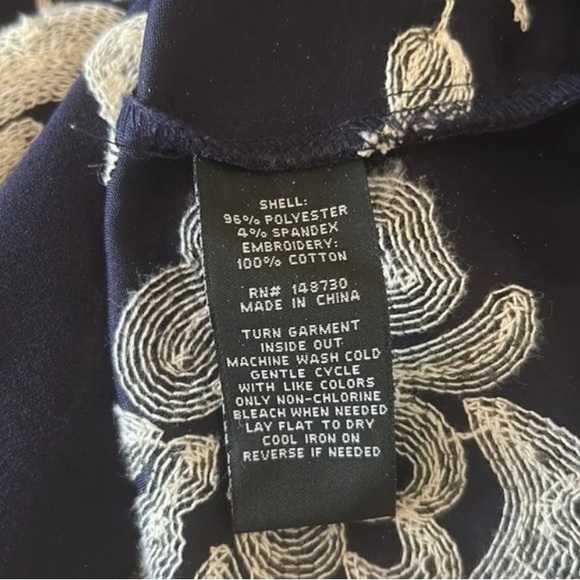 SHELL:
96% POLYESTER
4% SPANDEX
EMBROIDERY:
100% COTTON
RN# 148730
MADE IN CHINA
TURN GARMENT
INSIDE OUT
MACHINE WASH COLD
GENTLE CYCLE
WITH LIKE COLORS
ONLY NON-CHLORINE
BLEACH WHEN NEEDED
LAY FLAT TO DRY
COOL IRON ON
REVERSE IF NEEDED